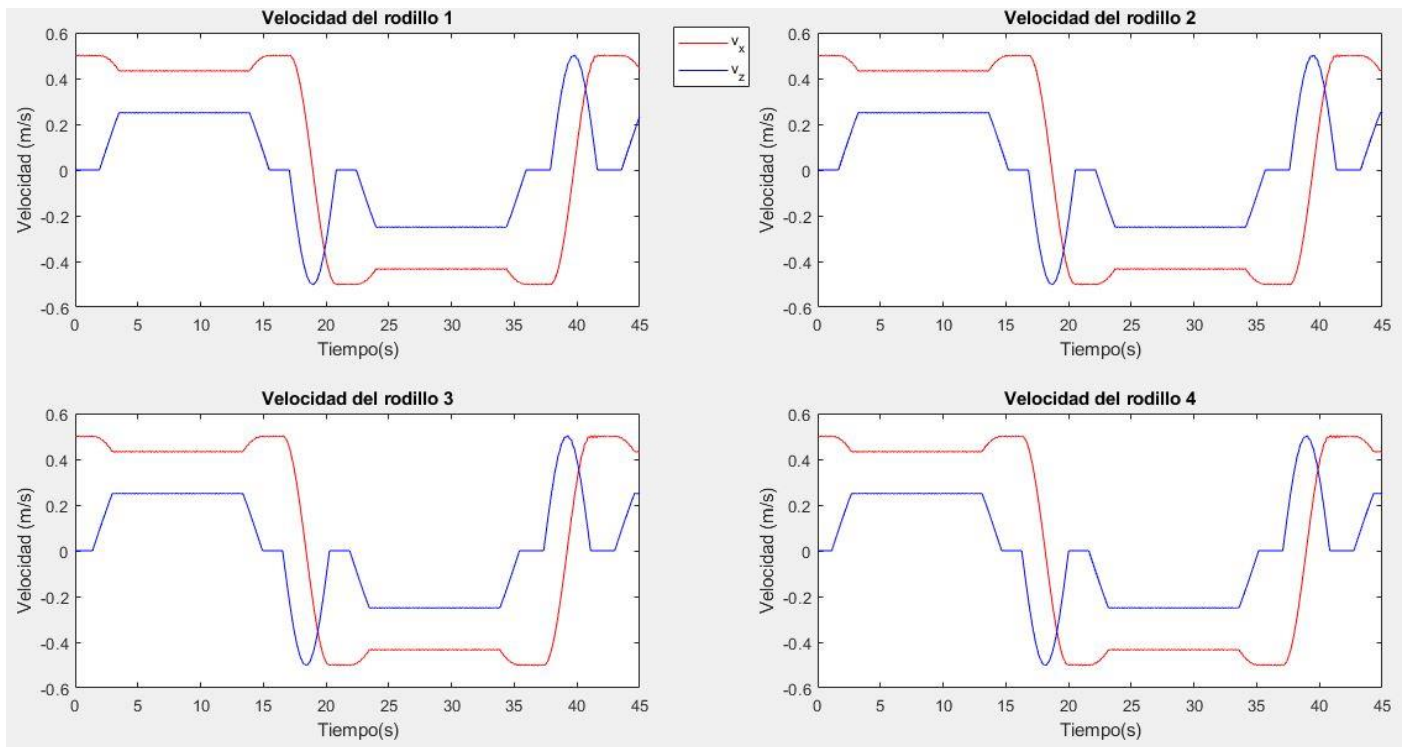 Velocidad del rodillo 1
0.6
0.4
0.2
0
-0.2
-0.4
-0.6
Velocidad (m/s)
0 5 10 15 20 25 30 35 40 45
Tiempo(s)
v_x
v_z
Velocidad del rodillo 2
0.6
0.4
0.2
0
-0.2
-0.4
-0.6
Velocidad (m/s)
0 5 10 15 20 25 30 35 40 45
Tiempo(s)
Velocidad del rodillo 3
0.6
0.4
0.2
0
-0.2
-0.4
-0.6
Velocidad (m/s)
0 5 10 15 20 25 30 35 40 45
Tiempo(s)
Velocidad del rodillo 4
0.6
0.4
0.2
0
-0.2
-0.4
-0.6
Velocidad (m/s)
0 5 10 15 20 25 30 35 40 45
Tiempo(s)